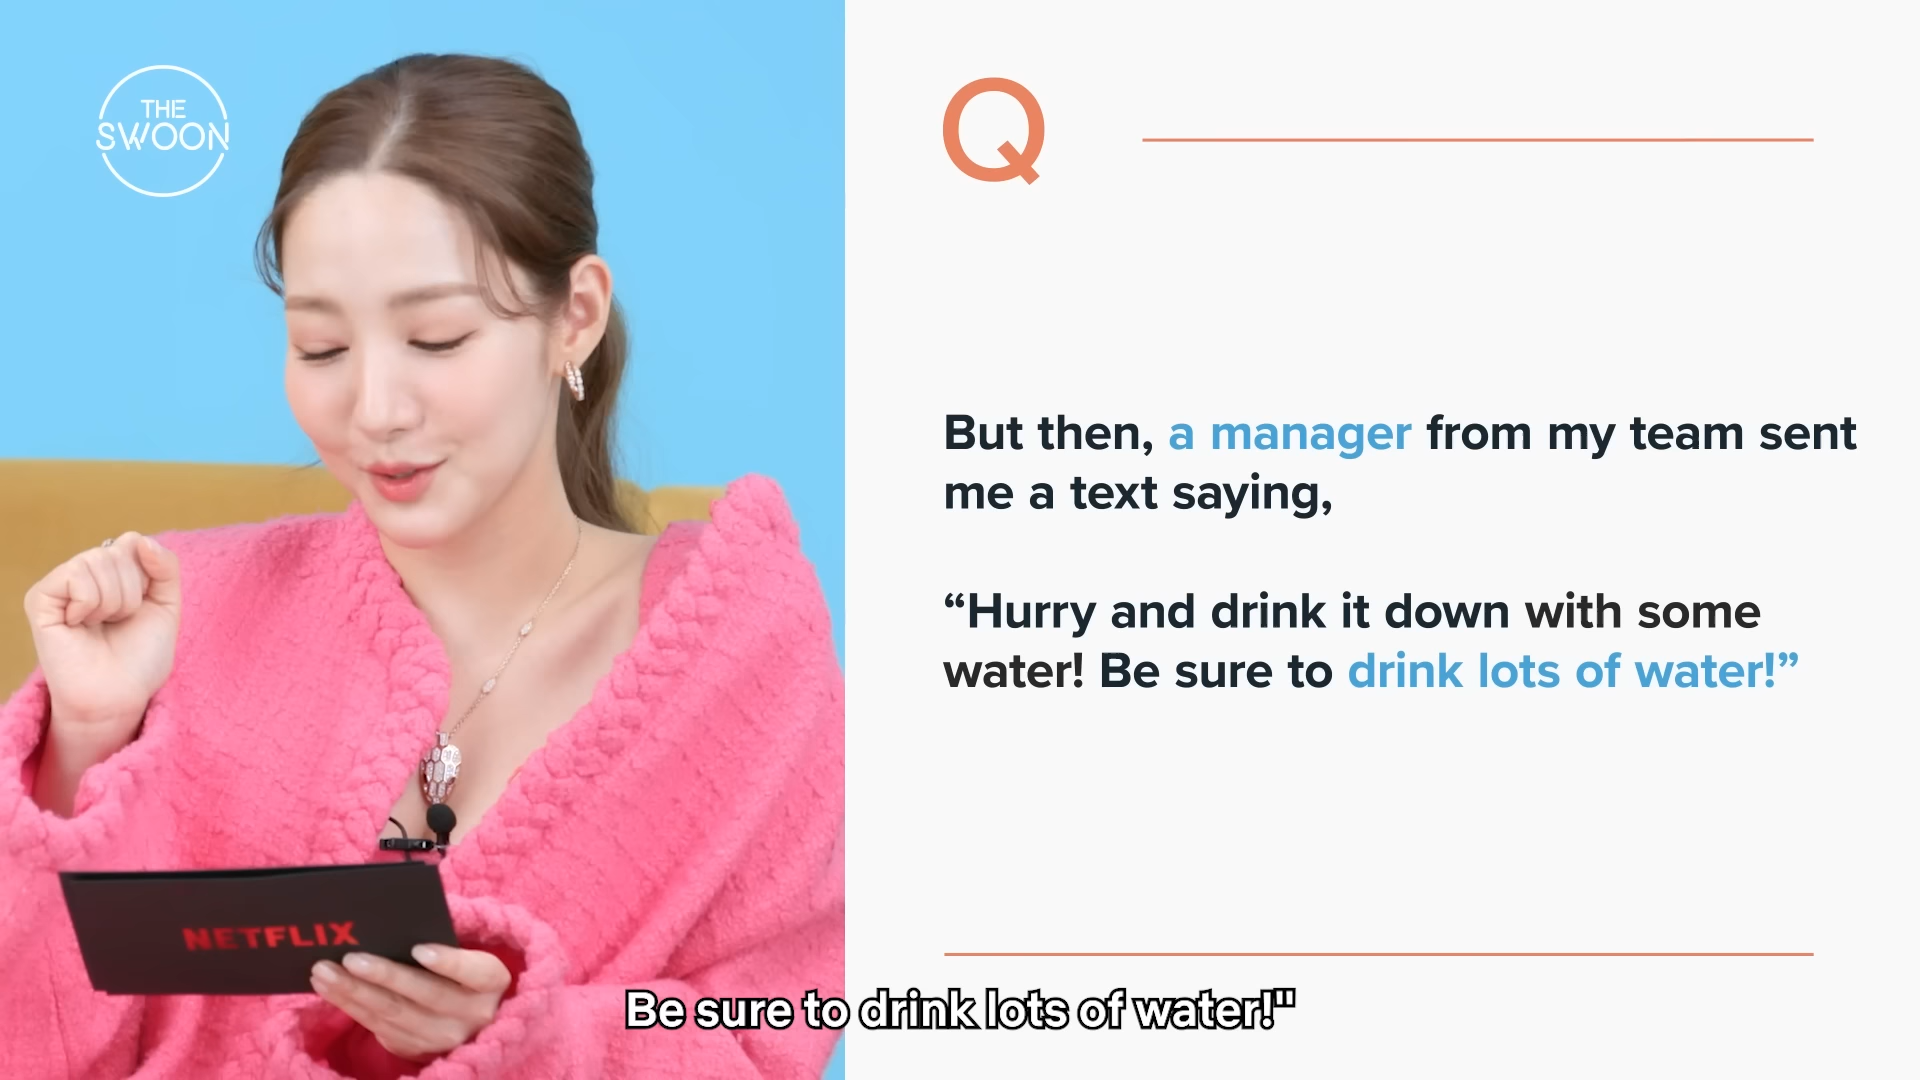 THE
SWOON
Q
But then, a manager from my team sent
me a text saying,
“Hurry and drink it down with some
water! Be sure to drink lots of water!”
NETFLIX
Be sure to drink lots of water!"